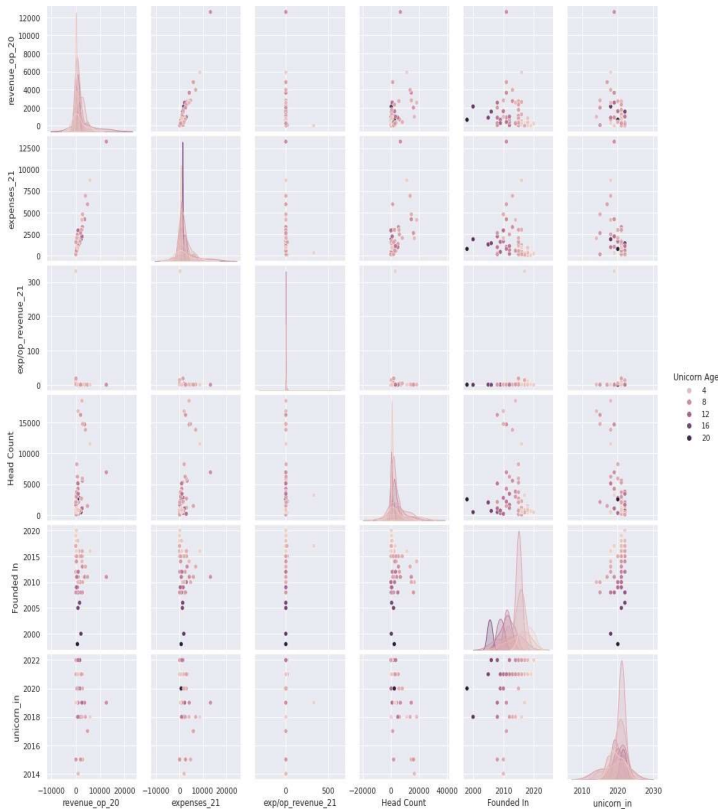 12000
10000
8000
6000
4000
2000
0
revenue_op_20
12500
10000
7500
5000
2500
0
expenses_21
300
200
100
0
exp/op_revenue_21
15000
10000
5000
0
Head Count
2020
2015
2010
2005
2000
Founded In
2022
2020
2018
2016
2014
unicorn_in
Unicorn Age
4
8
12
16
20
−10000 0 10000 20000
revenue_op_20
−10000 0 10000 20000
expenses_21
0 500
exp/op_revenue_21
−20000 0 20000 40000
Head Count
2000 2010 2020
Founded In
2010 2020 2030
unicorn_in